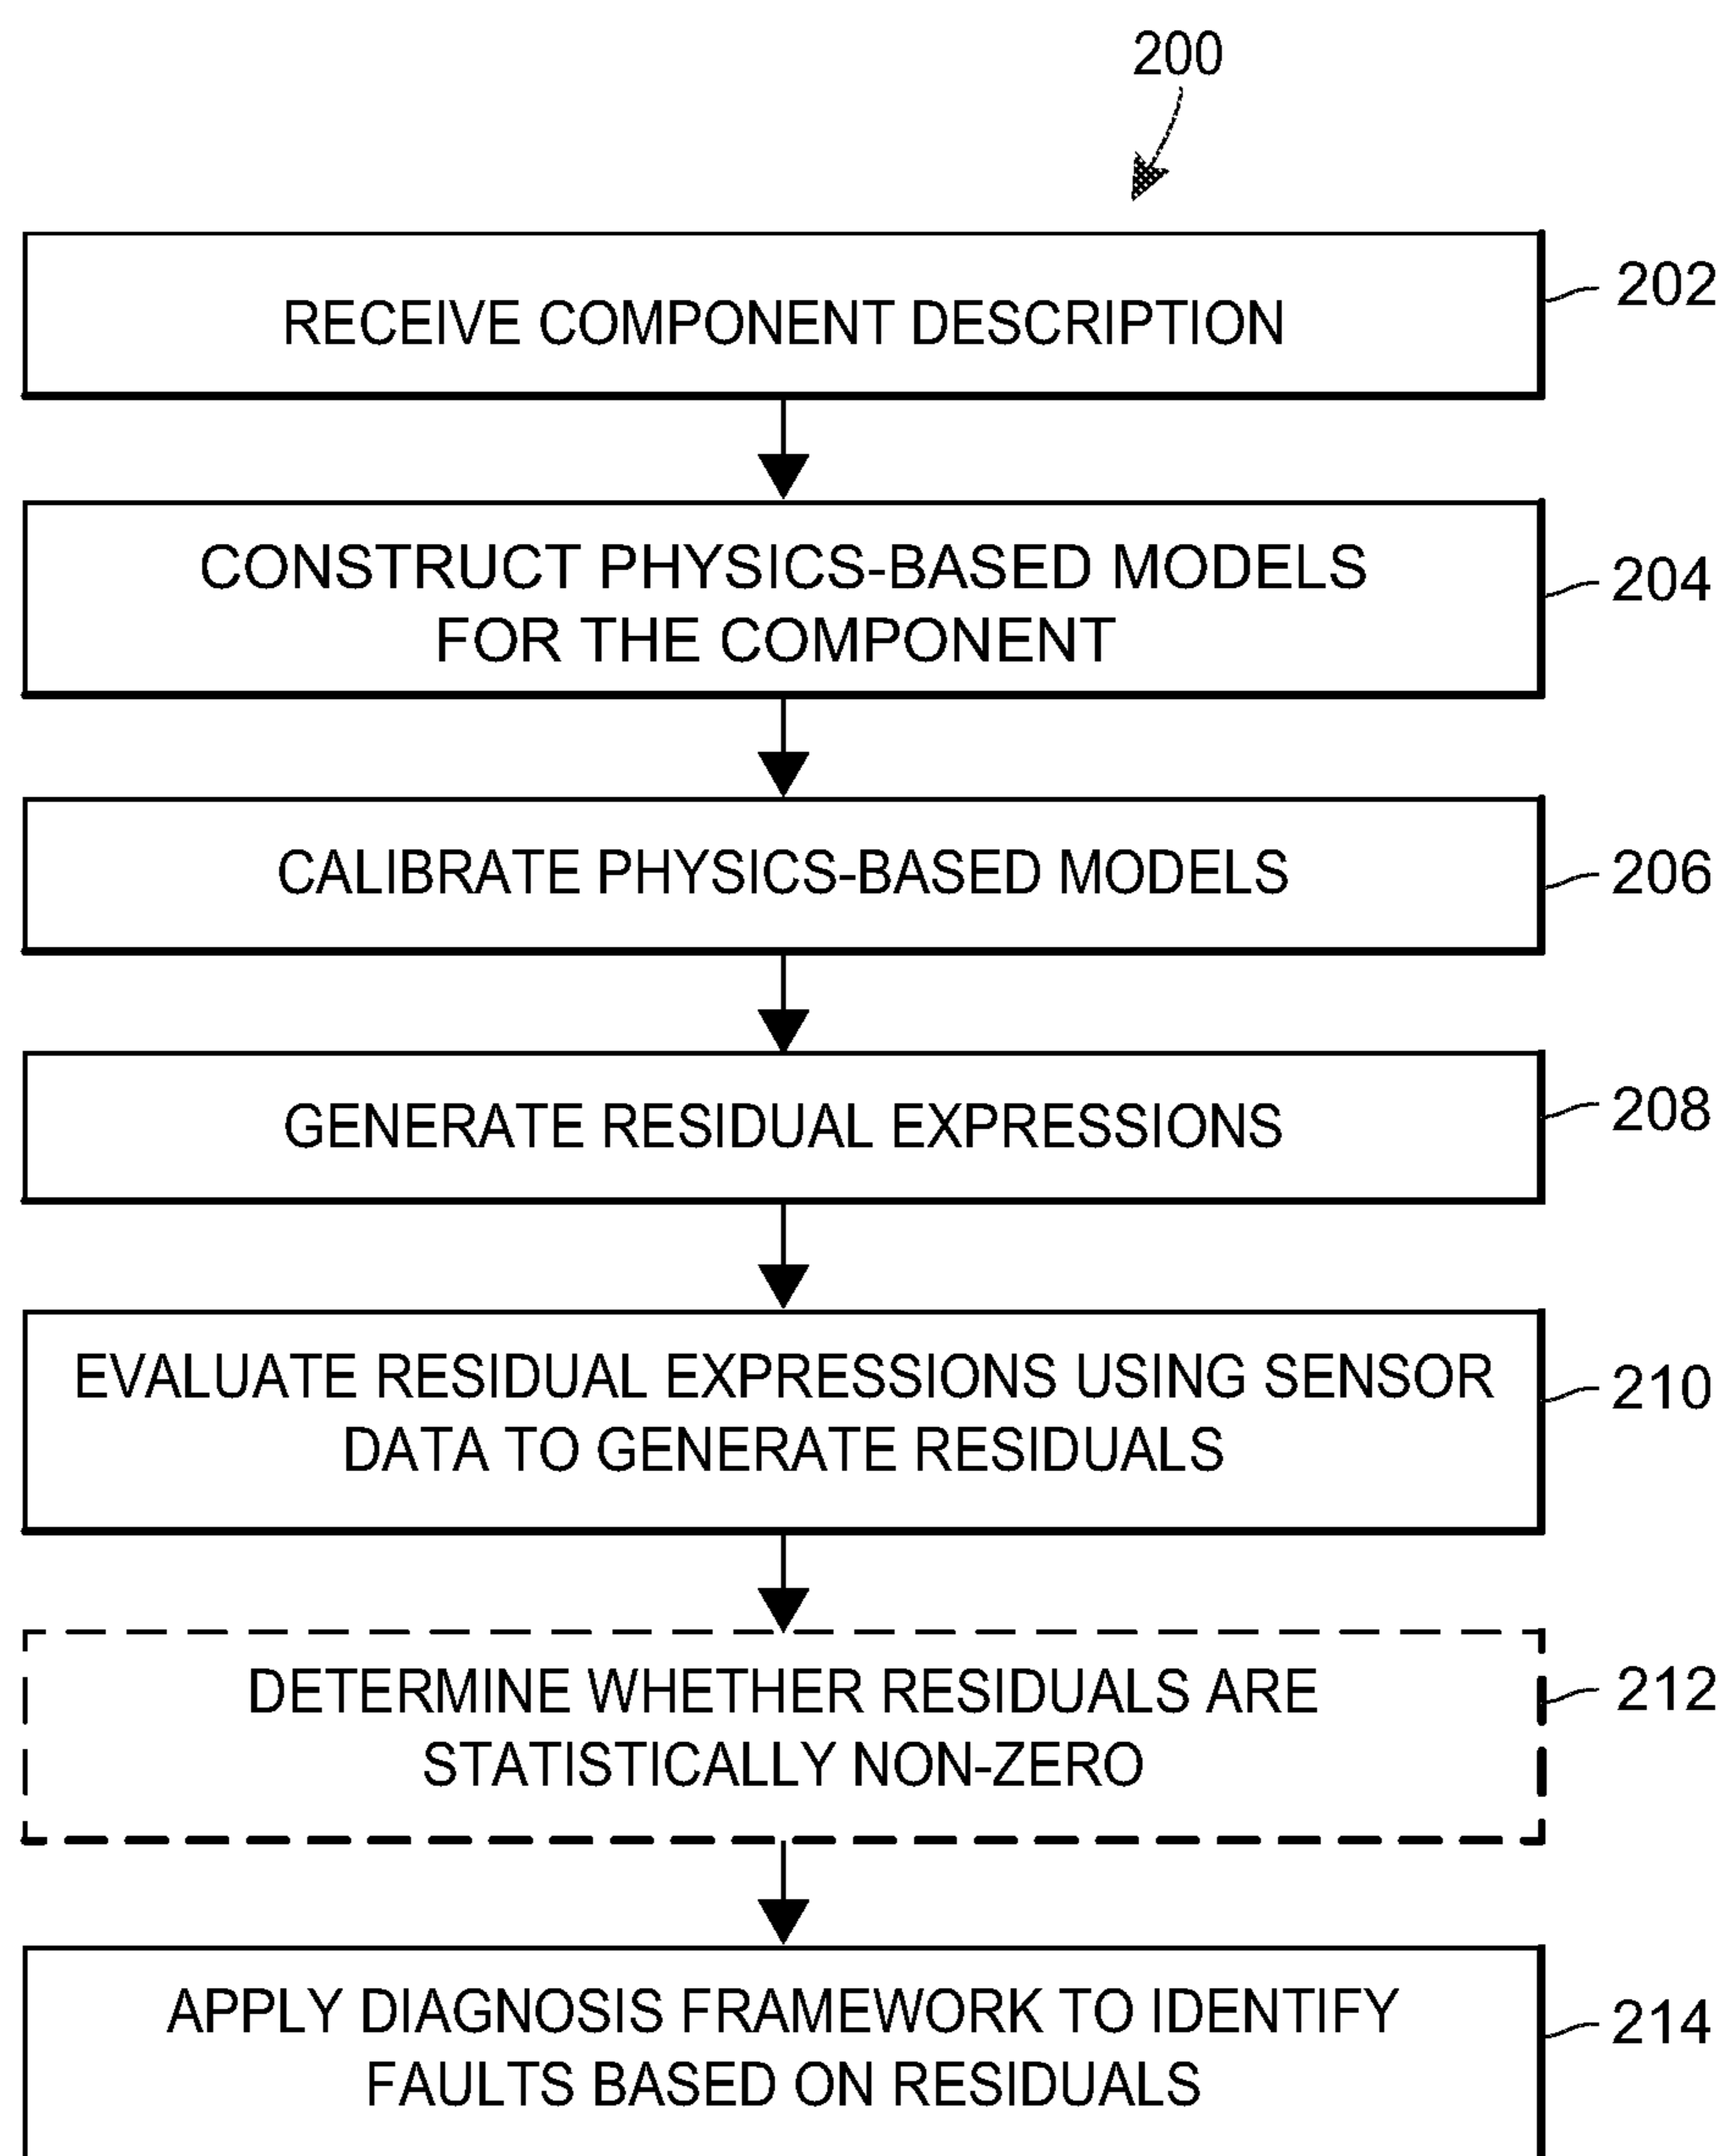 200
RECEIVE COMPONENT DESCRIPTION
202
CONSTRUCT PHYSICS-BASED MODELS
FOR THE COMPONENT
204
CALIBRATE PHYSICS-BASED MODELS
206
GENERATE RESIDUAL EXPRESSIONS
208
EVALUATE RESIDUAL EXPRESSIONS USING SENSOR
DATA TO GENERATE RESIDUALS
210
DETERMINE WHETHER RESIDUALS ARE
STATISTICALLY NON-ZERO
212
APPLY DIAGNOSIS FRAMEWORK TO IDENTIFY
FAULTS BASED ON RESIDUALS
214